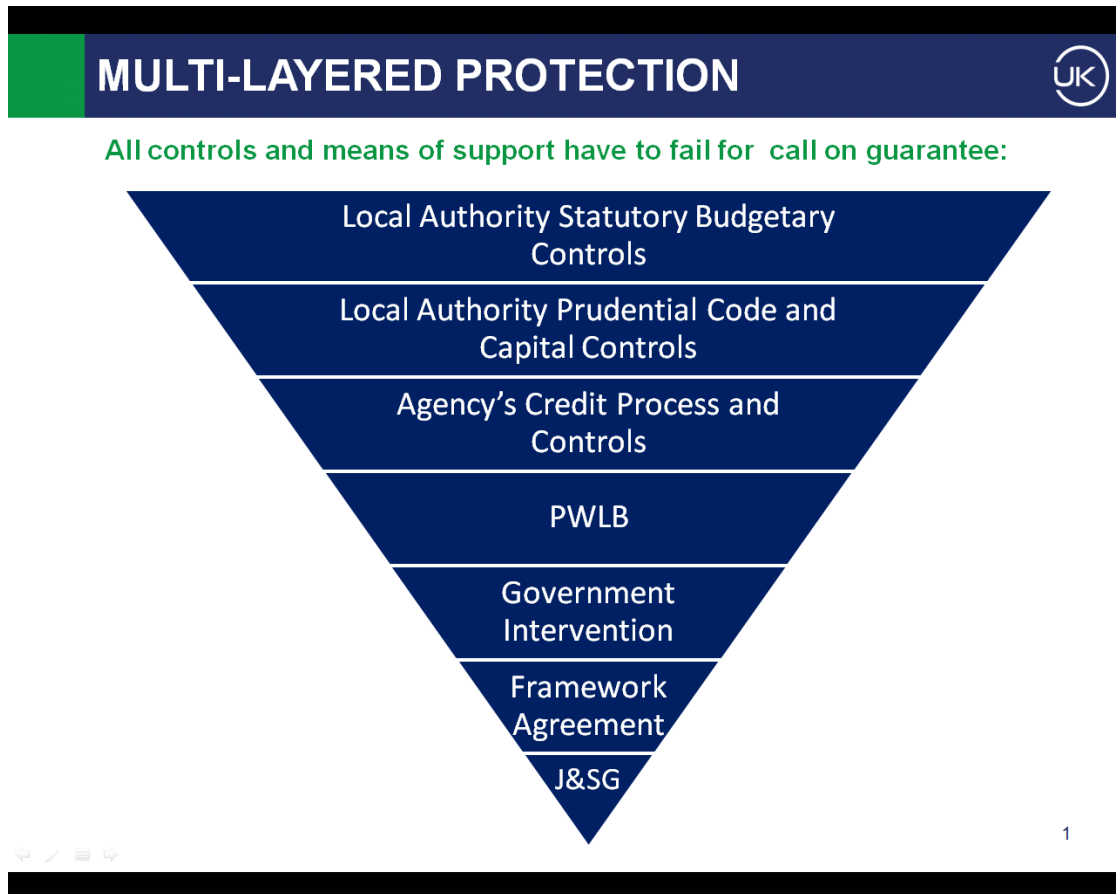 MULTI-LAYERED PROTECTION
UK
All controls and means of support have to fail for call on guarantee:
Local Authority Statutory Budgetary
Controls
Local Authority Prudential Code and
Capital Controls
Agency’s Credit Process and
Controls
PWLB
Government
Intervention
Framework
Agreement
J&SG
1